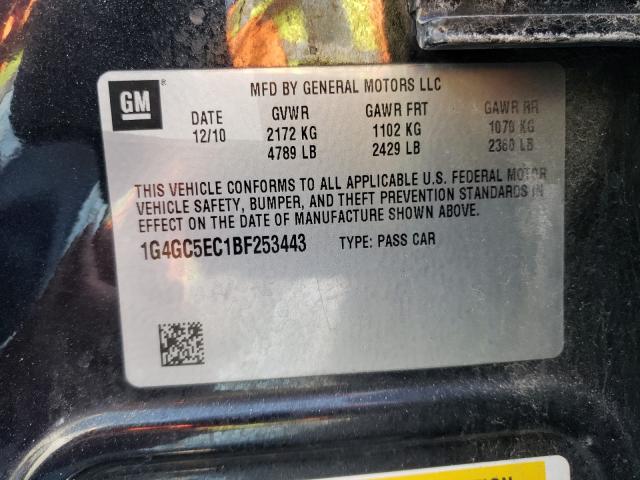 GM
®
MFD BY GENERAL MOTORS LLC
DATE GVWR GAWR FRT GAWR RR
12/10 2172 KG 1102 KG 1070 KG
4789 LB 2429 LB 2360 LB
THIS VEHICLE CONFORMS TO ALL APPLICABLE U.S. FEDERAL MOTOR
VEHICLE SAFETY, BUMPER, AND THEFT PREVENTION STANDARDS IN
EFFECT ON THE DATE OF MANUFACTURE SHOWN ABOVE.
1G4GC5EC1BF253443 TYPE: PASS CAR